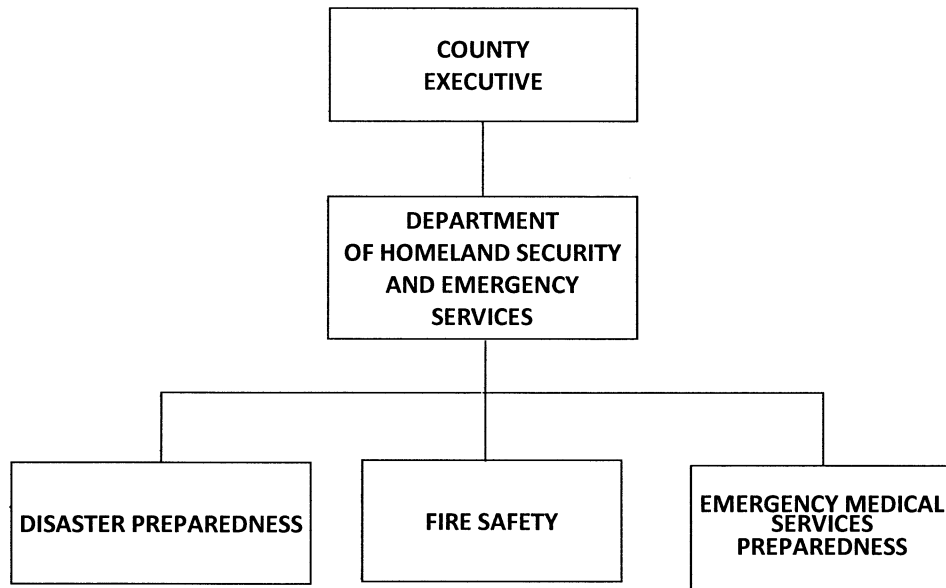 COUNTY
EXECUTIVE
DEPARTMENT
OF HOMELAND SECURITY
AND EMERGENCY
SERVICES
DISASTER PREPAREDNESS
FIRE SAFETY
EMERGENCY MEDICAL
SERVICES
PREPAREDNESS